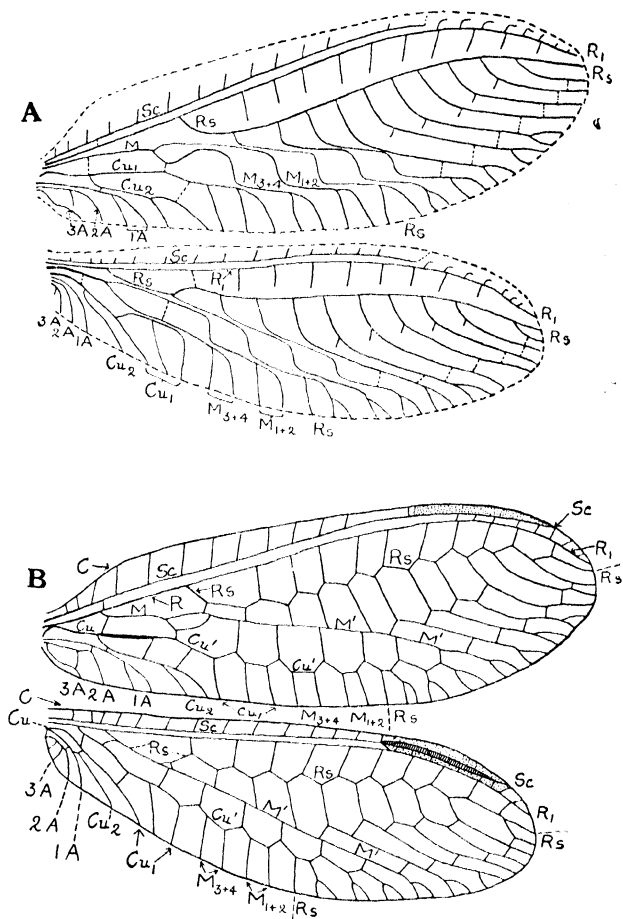 A
Sc
R₁
Rs
Rs
M
Cu₁
Cu₂
M₃₊₄ M₁₊₂
3A 2A 1A
Rs
Sc
Rs
R₁
R₁
Rs
3A
2A
1A
Cu₂
Cu₁
M₃₊₄
M₁₊₂
Rs
B
C
Sc
Sc
R₁
Rs
Rs
Rs
M
R
M'
M'
Cu
Cu'
Cu'
3A 2A 1A
Cu₂ Cu₁ M₃₊₄ M₁₊₂ Rs
C
Cu
Sc
Rs
Rs
Sc
R₁
Rs
M'
Cu'
M'
3A
2A
1A
Cu₂
Cu₁
M₃₊₄
M₁₊₂
Rs